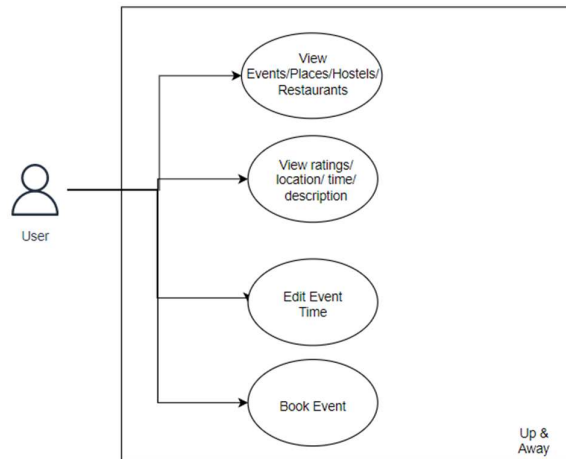 View
Events/Places/Hostels/
Restaurants
View ratings/
location/ time/
description
User
Edit Event
Time
Book Event
Up &
Away